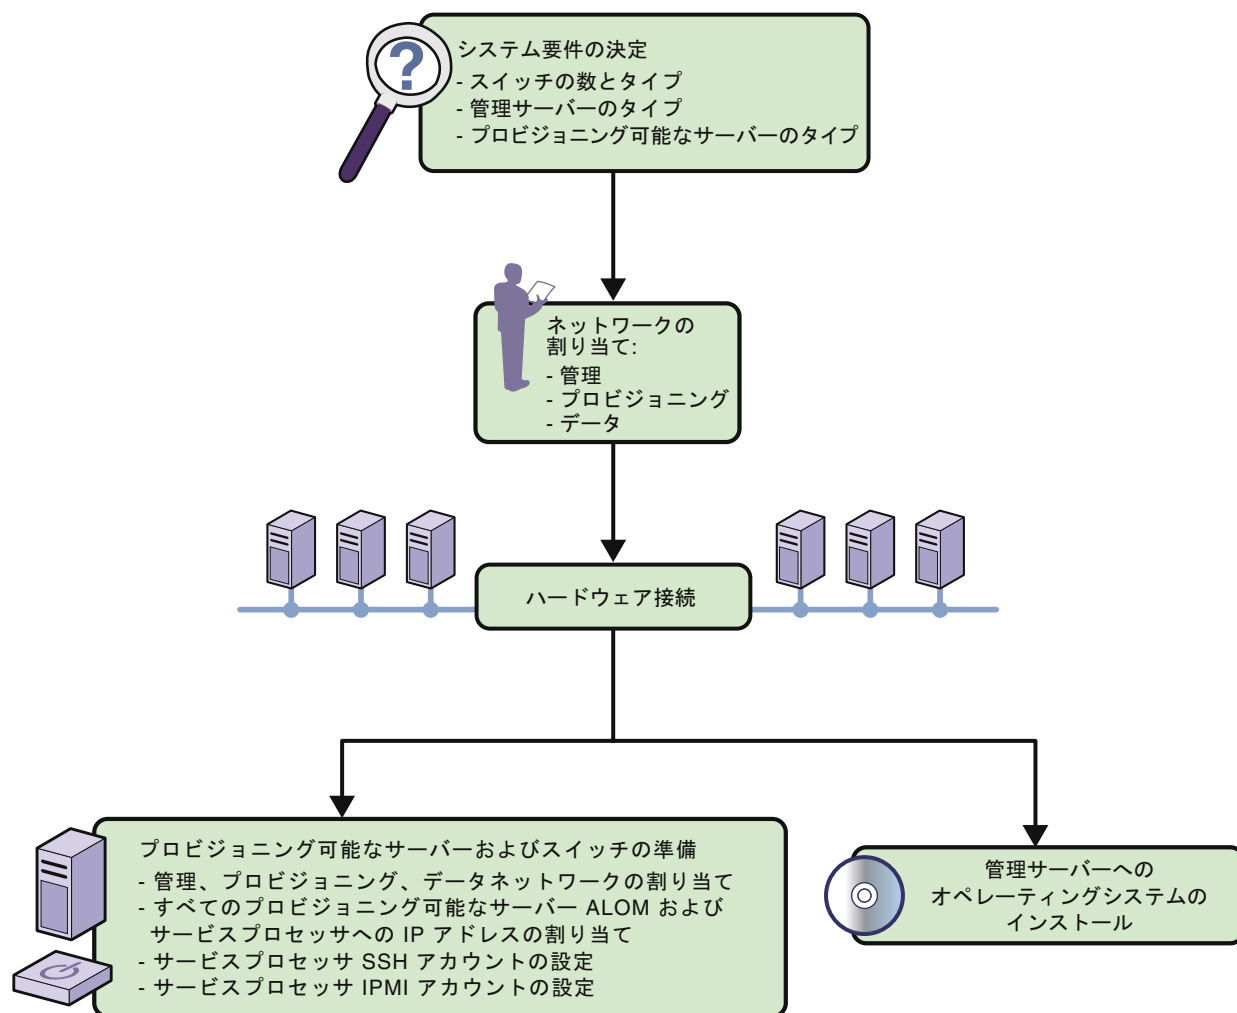 ?
システム要件の決定
- スイッチの数とタイプ
- 管理サーバーのタイプ
- プロビジョニング可能なサーバーのタイプ
ネットワークの
割り当て:
- 管理
- プロビジョニング
- データ
ハードウェア接続
プロビジョニング可能なサーバーおよびスイッチの準備
- 管理、プロビジョニング、データネットワークの割り当て
- すべてのプロビジョニング可能なサーバー ALOM および
サービスプロセッサへの IP アドレスの割り当て
- サービスプロセッサ SSH アカウントの設定
- サービスプロセッサ IPMI アカウントの設定
管理サーバーへの
オペレーティングシステムの
インストール